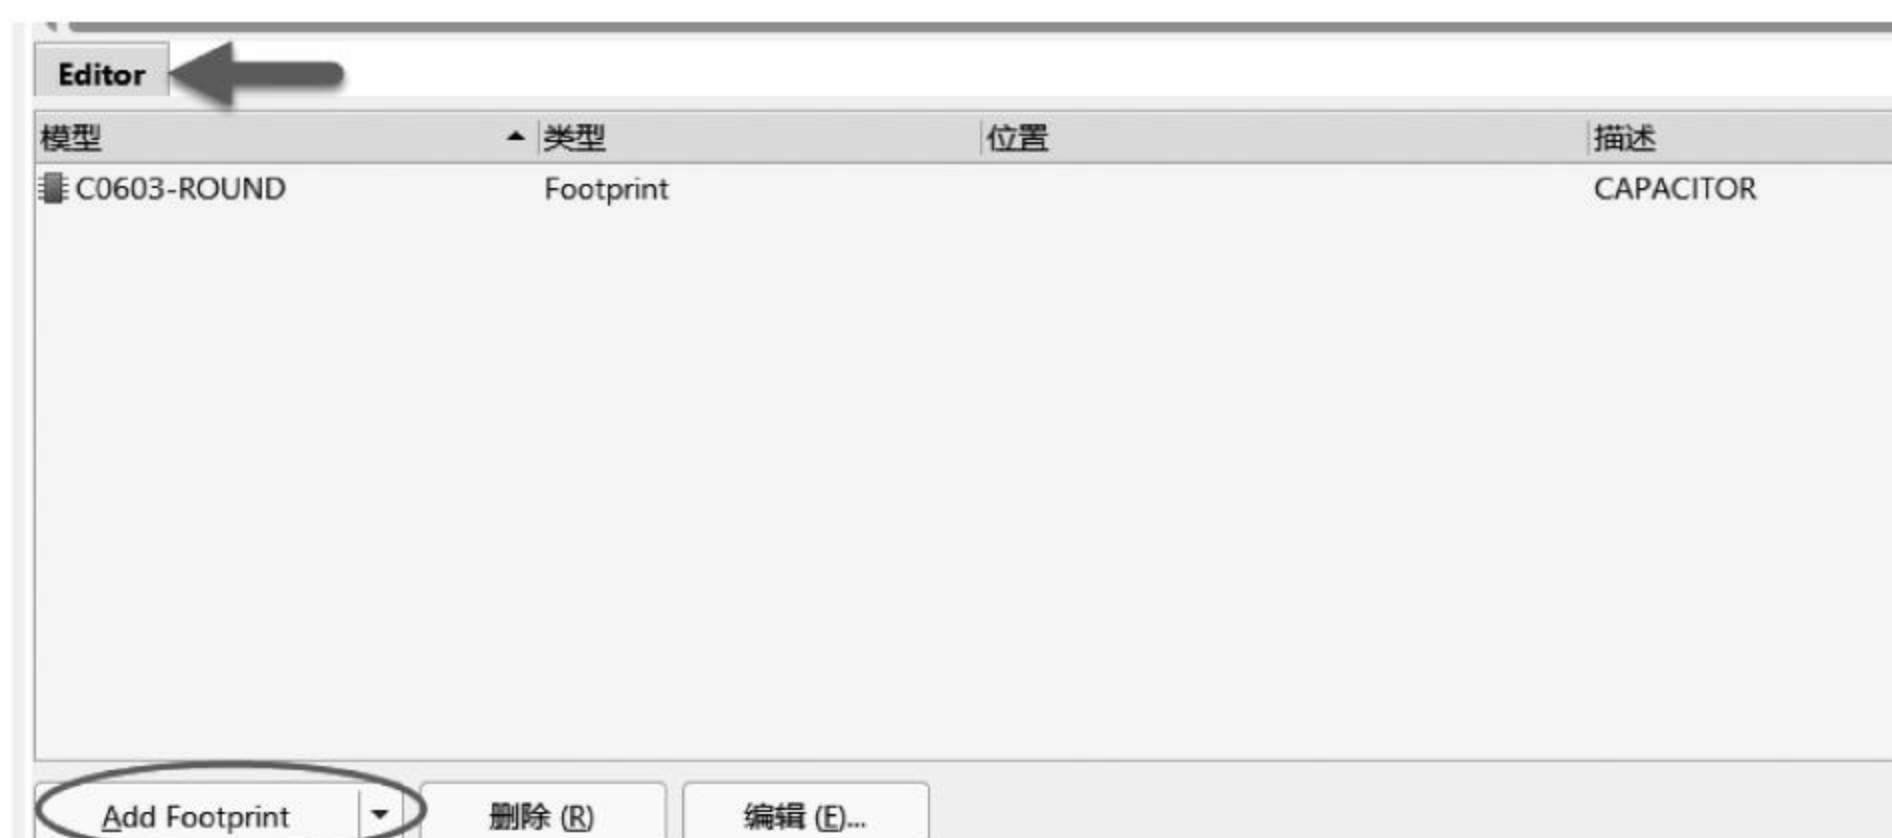 Editor
模型 类型 位置 描述
C0603-ROUND Footprint CAPACITOR
Add Footprint 删除 (R) 编辑 (E)...